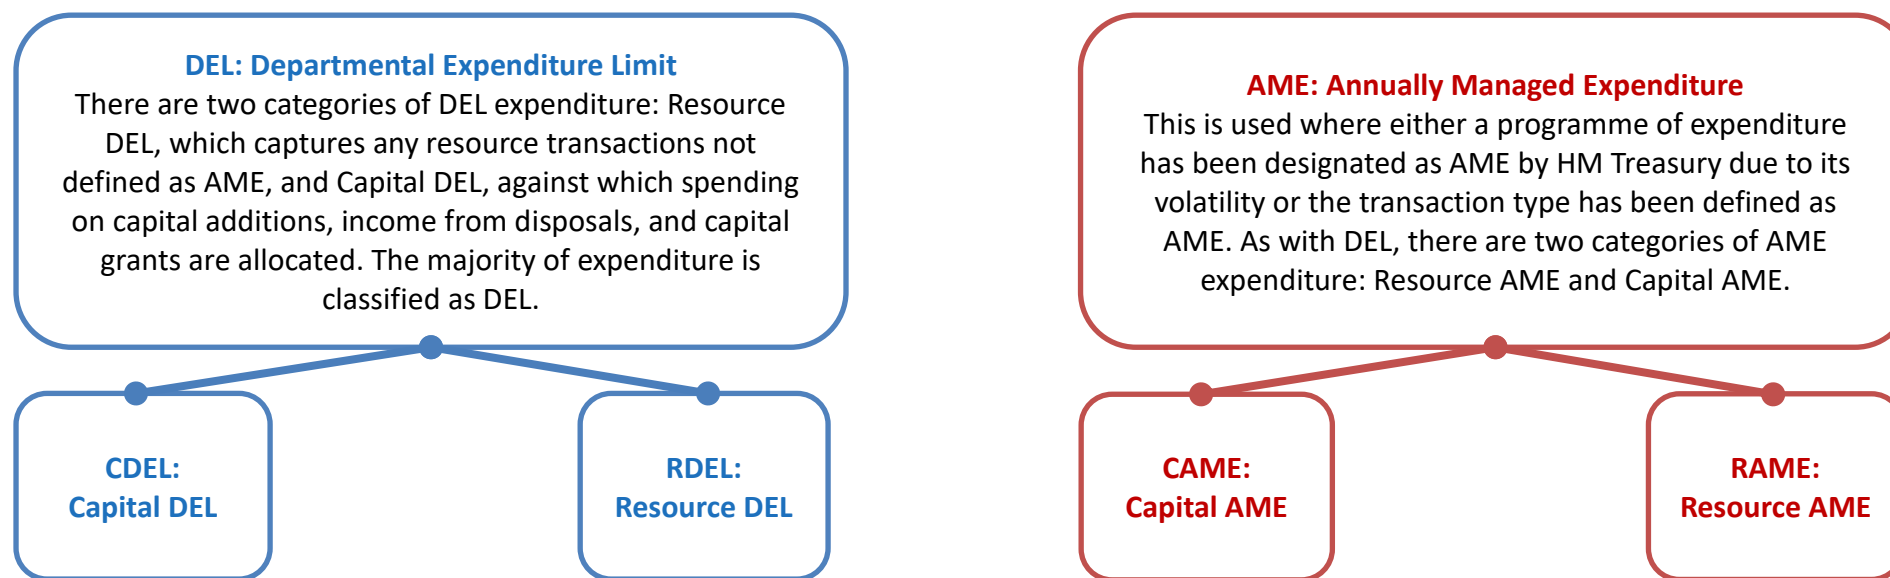 DEL: Departmental Expenditure Limit
There are two categories of DEL expenditure: Resource
DEL, which captures any resource transactions not
defined as AME, and Capital DEL, against which spending
on capital additions, income from disposals, and capital
grants are allocated. The majority of expenditure is
classified as DEL.
CDEL:
Capital DEL
RDEL:
Resource DEL
AME: Annually Managed Expenditure
This is used where either a programme of expenditure
has been designated as AME by HM Treasury due to its
volatility or the transaction type has been defined as
AME. As with DEL, there are two categories of AME
expenditure: Resource AME and Capital AME.
CAME:
Capital AME
RAME:
Resource AME